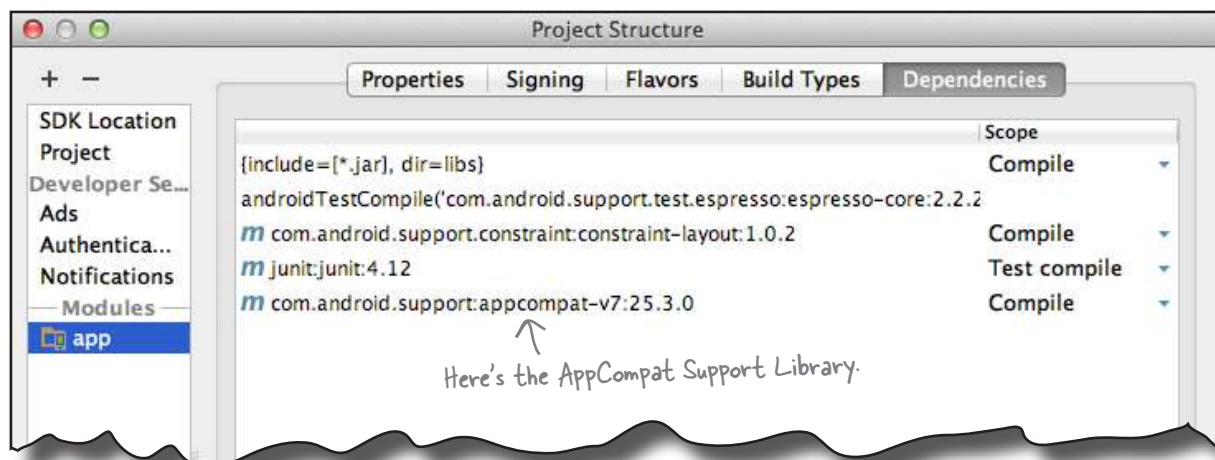 Project Structure
+ −
Properties Signing Flavors Build Types Dependencies
SDK Location
Project
Developer Se...
Ads
Authentica...
Notifications
Modules
app
Scope
{include=[*.jar], dir=libs} Compile
androidTestCompile('com.android.support.test.espresso:espresso-core:2.2.2
m com.android.support.constraint:constraint-layout:1.0.2 Compile
m junit:junit:4.12 Test compile
m com.android.support:appcompat-v7:25.3.0 Compile
Here's the AppCompat Support Library.